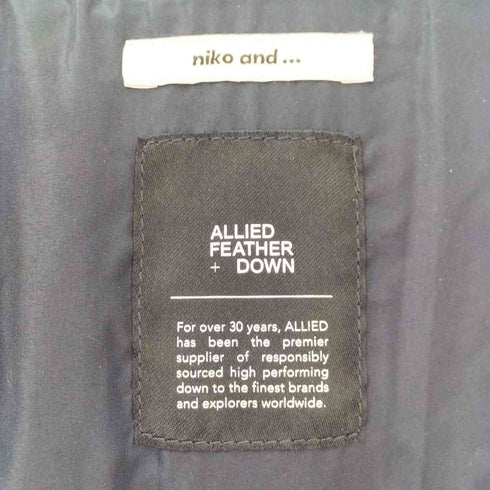 niko and ...
ALLIED
FEATHER
+ DOWN
For over 30 years, ALLIED
has been the premier
supplier of responsibly
sourced high performing
down to the finest brands
and explorers worldwide.